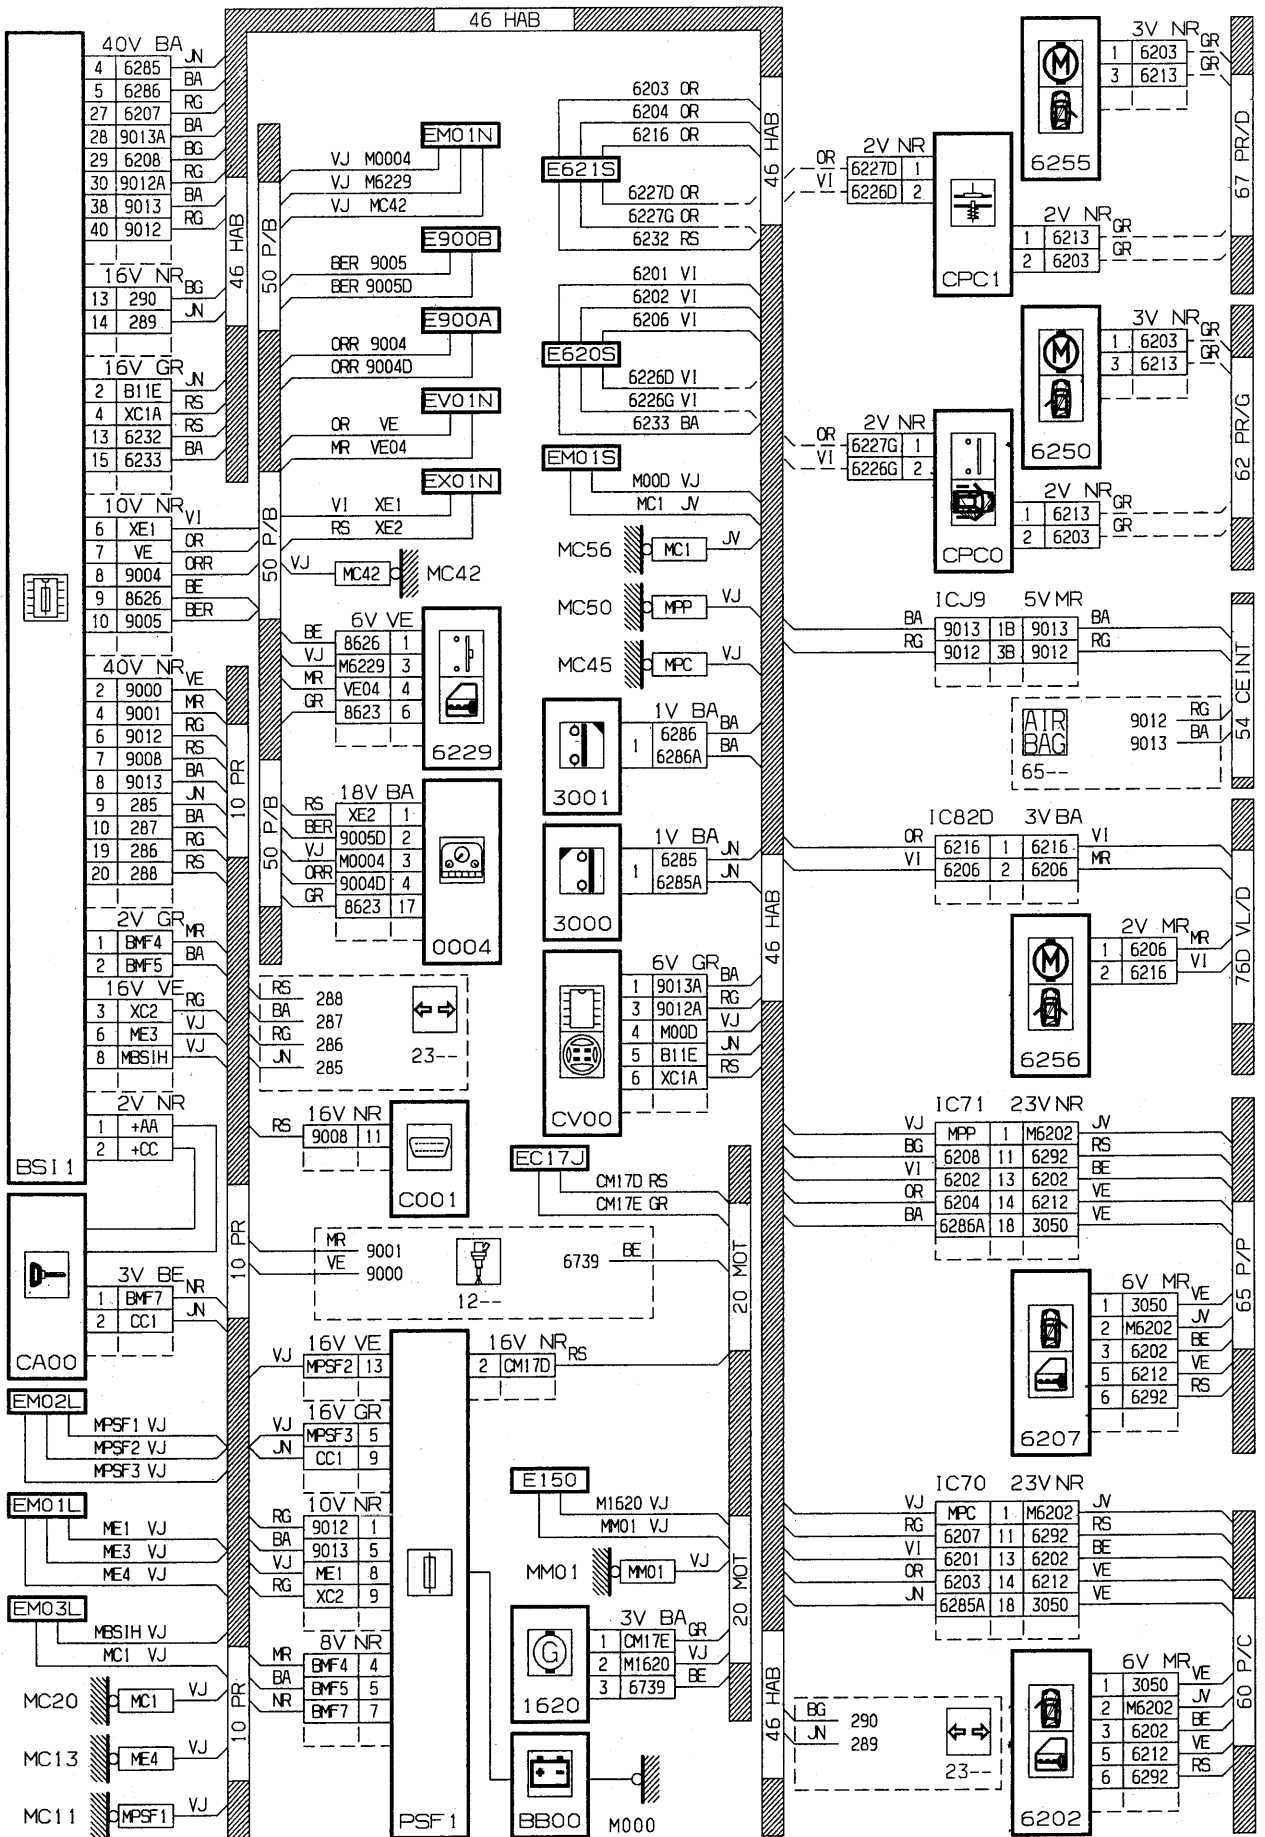 46 HAB
40V BA
4 6285 JN
5 6286 BA
27 6207 RG
28 9013A BA
29 6208 BG
30 9012A RG
38 9013 BA
40 9012 RG
16V NR
13 290 BG
14 289 JN
16V GR
2 B11E JN
4 XC1A RS
13 6232 RS
15 6233 BA
10V NR
6 XE1 VI
7 VE OR
8 9004 ORR
9 8626 BE
10 9005 BER
40V NR
2 9000 VE
4 9001 MR
6 9012 RG
7 9008 RS
8 9013 BA
9 285 JN
10 287 BA
19 286 RG
20 288 RS
2V GR
1 BMF4 MR
2 BMF5 BA
16V VE
3 XC2 RG
6 ME3 VJ
8 MBSIH VJ
2V NR
1 +AA
2 +CC
BSI1
3V BE
1 BMF7 NR
2 CC1 JN
CA00
EM02L
MPSF1 VJ
MPSF2 VJ
MPSF3 VJ
EM01L
ME1 VJ
ME3 VJ
ME4 VJ
EM03L
MBSIH VJ
MC1 VJ
MC20 MC1 VJ
MC13 ME4 VJ
MC11 MPSF1 VJ
46 HAB
10 PR
10 PR
10 PR
50 P/B
50 P/B
50 P/B
EM01N
VJ M0004
VJ M6229
VJ MC42
E900B
BER 9005
BER 9005D
E900A
ORR 9004
ORR 9004D
EV01N
OR VE
MR VE04
EX01N
VI XE1
RS XE2
VJ MC42 MC42
6V VE
BE 8626 1
VJ M6229 3
MR VE04 4
GR 8623 6
6229
18V BA
RS XE2 1
BER 9005D 2
VJ M0004 3
ORR 9004D 4
GR 8623 17
0004
RS 288
BA 287
RG 286
JN 285
23--
16V NR
RS 9008 11
C001
MR 9001
VE 9000
12--
6739 BE
16V VE
VJ MPSF2 13
16V NR
2 CM17D RS
16V GR
VJ MPSF3 5
JN CC1 9
10V NR
RG 9012 1
BA 9013 5
VJ ME1 8
RG XC2 9
8V NR
MR BMF4 4
BA BMF5 5
NR BMF7 7
PSF1
6203 OR
6204 OR
6216 OR
E621S
6227D OR
6227G OR
6232 RS
6201 VI
6202 VI
6206 VI
E620S
6226D VI
6226G VI
6233 BA
EM01S
M00D VJ
MC1 JV
MC56 MC1 JV
MC50 MPP VJ
MC45 MPC VJ
1V BA
1 6286 BA
6286A BA
3001
1V BA
1 6285 JN
6285A JN
3000
6V GR
1 9013A BA
3 9012A RG
4 M00D VJ
5 B11E JN
6 XC1A RS
CV00
EC17J
CM17D RS
CM17E GR
20 MOT
E150
M1620 VJ
MM01 VJ
MM01 MM01 VJ
20 MOT
3V BA
1 CM17E GR
2 M1620 VJ
3 6739 BE
1620
BB00
M000
46 HAB
46 HAB
46 HAB
3V NR
1 6203 GR
3 6213 GR
6255
2V NR
OR 6227D 1
VI 6226D 2
2V NR
1 6213 GR
2 6203 GR
CPC1
67 PR/D
3V NR
1 6203 GR
3 6213 GR
6250
2V NR
OR 6227G 1
VI 6226G 2
2V NR
1 6213 GR
2 6203 GR
CPC0
62 PR/G
ICJ9 5V MR
BA 9013 1B 9013 BA
RG 9012 3B 9012 RG
AIR BAG
65--
9012 RG
9013 BA
54 CEINT
IC82D 3V BA
OR 6216 1 6216 VI
VI 6206 2 6206 MR
2V MR
1 6206 MR
2 6216 VI
6256
76D VL/D
IC71 23V NR
VJ MPP 1 M6202 JV
BG 6208 11 6292 RS
VI 6202 13 6202 BE
OR 6204 14 6212 VE
BA 6286A 18 3050 VE
6V MR
1 3050 VE
2 M6202 JV
3 6202 BE
5 6212 VE
6 6292 RS
6207
65 P/P
IC70 23V NR
VJ MPC 1 M6202 JV
RG 6207 11 6292 RS
VI 6201 13 6202 BE
OR 6203 14 6212 VE
JN 6285A 18 3050 VE
6V MR
1 3050 VE
2 M6202 JV
3 6202 BE
5 6212 VE
6 6292 RS
6202
60 P/C
BG 290
JN 289
23--